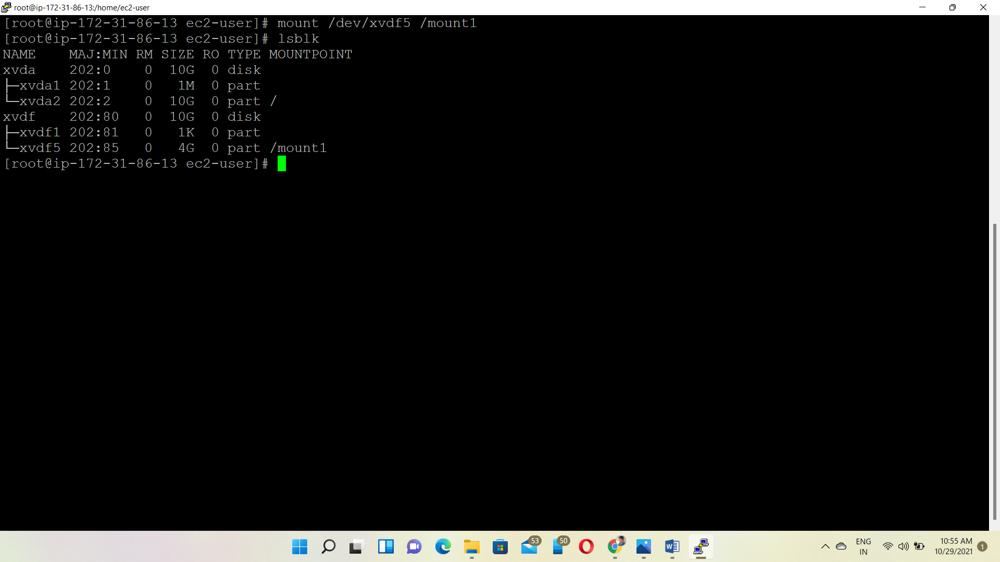 root@ip-172-31-86-13:/home/ec2-user
[root@ip-172-31-86-13 ec2-user]# mount /dev/xvdf5 /mount1
[root@ip-172-31-86-13 ec2-user]# lsblk
NAME    MAJ:MIN RM SIZE RO TYPE MOUNTPOINT
xvda    202:0    0  10G  0 disk
├─xvda1 202:1    0   1M  0 part
└─xvda2 202:2    0  10G  0 part /
xvdf    202:80   0  10G  0 disk
├─xvdf1 202:81   0   1K  0 part
└─xvdf5 202:85   0   4G  0 part /mount1
[root@ip-172-31-86-13 ec2-user]#
53
50
W
ENG
IN
10:55 AM
10/29/2021
1